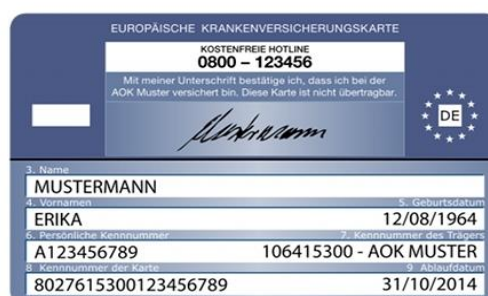 EUROPÄISCHE KRANKENVERSICHERUNGSKARTE
KOSTENFREIE HOTLINE
0800 – 123456
Mit meiner Unterschrift bestätige ich, dass ich bei der
AOK Muster versichert bin. Diese Karte ist nicht übertragbar.
Mustermann
DE
3. Name
MUSTERMANN
4. Vornamen 5. Geburtsdatum
ERIKA 12/08/1964
6. Persönliche Kennnummer 7. Kennnummer des Trägers
A123456789 106415300 - AOK MUSTER
8 Kennnummer der Karte 9 Ablaufdatum
8027615300123456789 31/10/2014